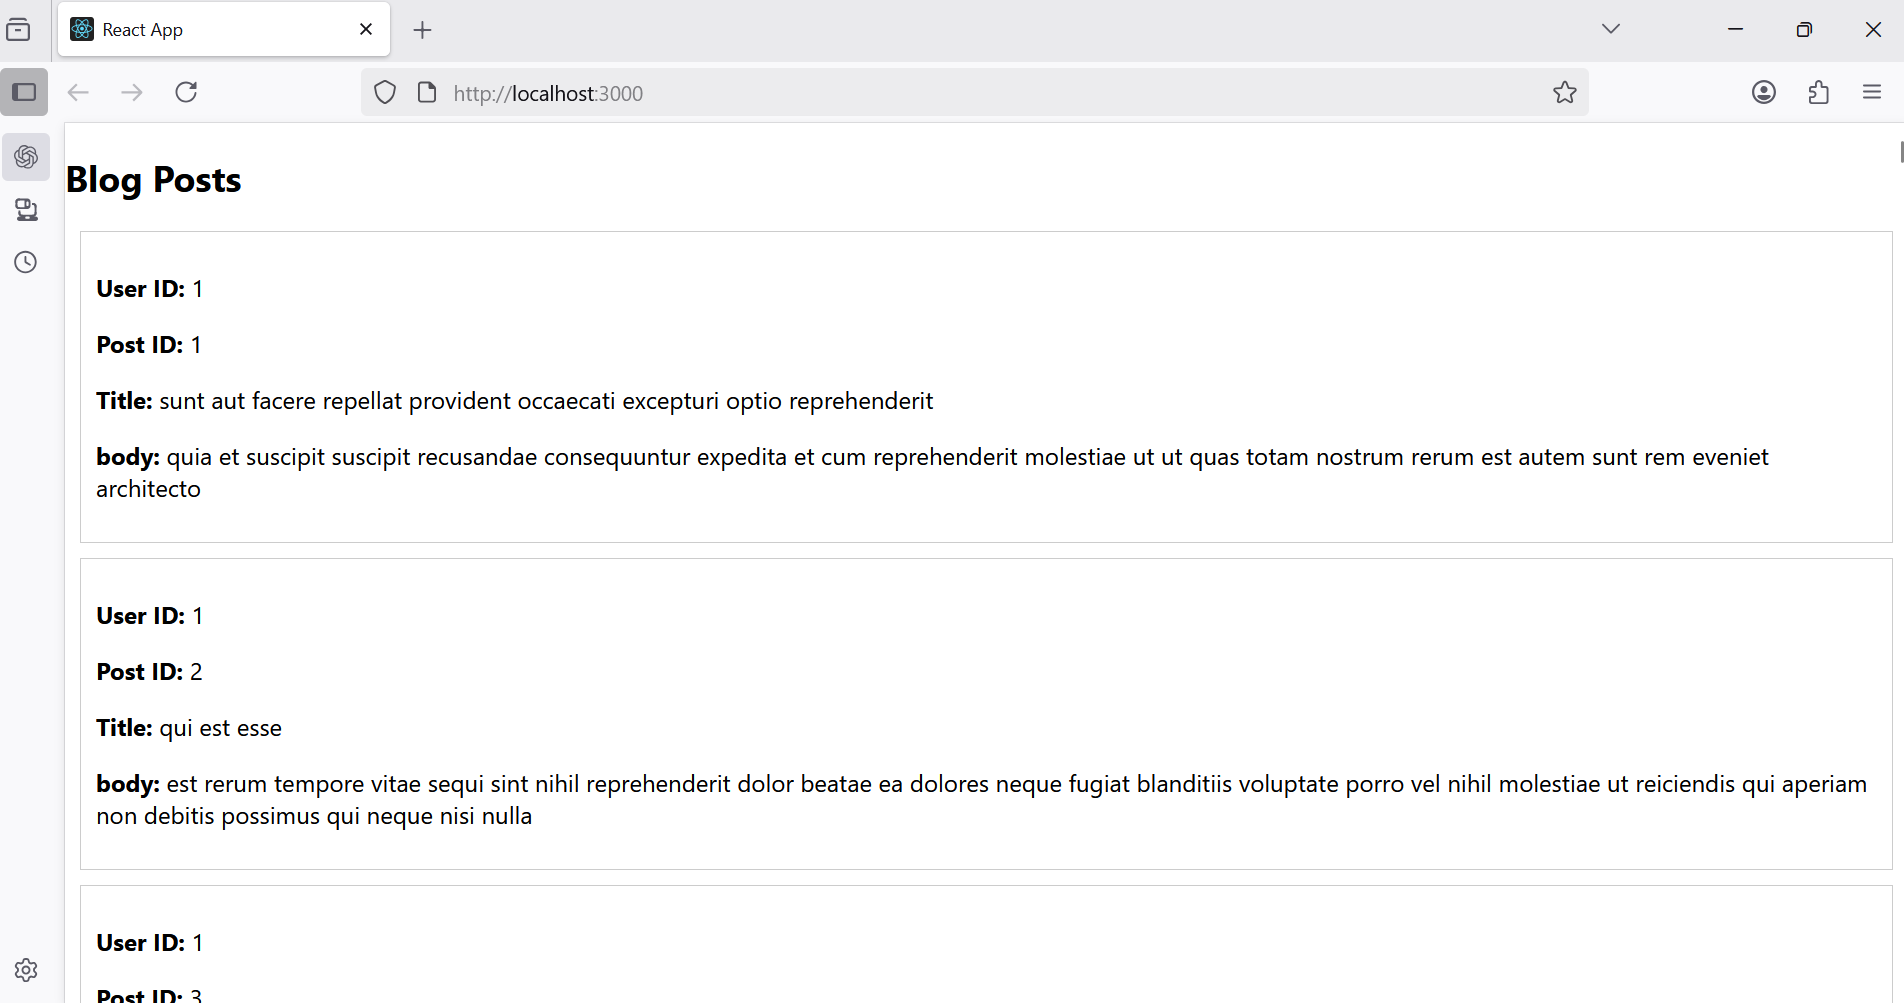 React App
http://localhost:3000
Blog Posts
User ID: 1
Post ID: 1
Title: sunt aut facere repellat provident occaecati excepturi optio reprehenderit
body: quia et suscipit suscipit recusandae consequuntur expedita et cum reprehenderit molestiae ut ut quas totam nostrum rerum est autem sunt rem eveniet
architecto
User ID: 1
Post ID: 2
Title: qui est esse
body: est rerum tempore vitae sequi sint nihil reprehenderit dolor beatae ea dolores neque fugiat blanditiis voluptate porro vel nihil molestiae ut reiciendis qui aperiam
non debitis possimus qui neque nisi nulla
User ID: 1
Post ID: 3